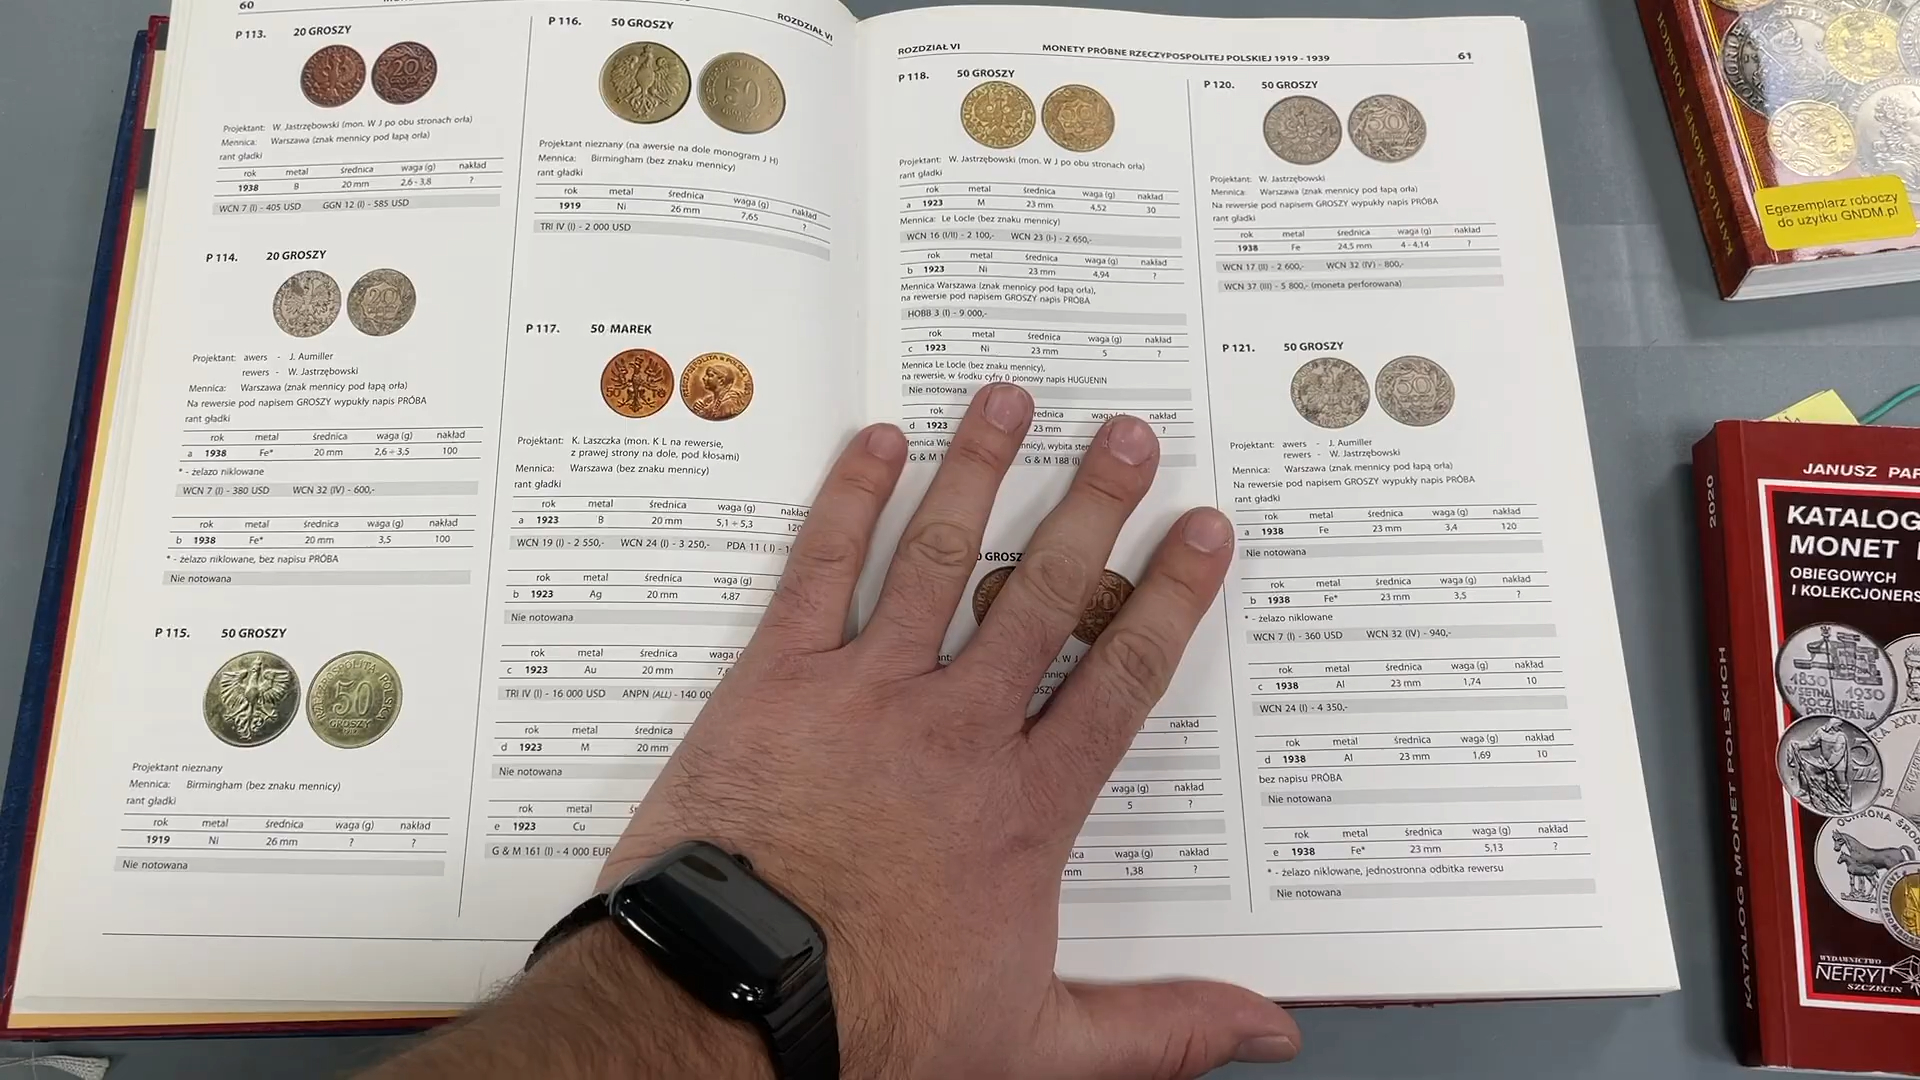 60
ROZDZIAŁ VI
P 113. 20 GROSZY
Projektant: W. Jastrzębowski (mon. W J po obu stronach orła)
Mennica: Warszawa (znak mennicy pod łapą orła)
rant gładki
rok metal średnica waga (g) nakład
1938 B 20 mm 2,6 - 3,8 ?
WCN 7 (I) - 405 USD GGN 12 (I) - 585 USD
P 114. 20 GROSZY
Projektant: awers - J. Aumiller
rewers - W. Jastrzębowski
Mennica: Warszawa (znak mennicy pod łapą orła)
Na rewersie pod napisem GROSZY wypukły napis PRÓBA
rant gładki
rok metal średnica waga (g) nakład
a 1938 Fe* 20 mm 2,6 ÷ 3,5 100
* - żelazo niklowane
WCN 7 (I) - 380 USD WCN 32 (IV) - 600,-
rok metal średnica waga (g) nakład
b 1938 Fe* 20 mm 3,5 100
* - żelazo niklowane, bez napisu PRÓBA
Nie notowana
P 115. 50 GROSZY
Projektant nieznany
Mennica: Birmingham (bez znaku mennicy)
rant gładki
rok metal średnica waga (g) nakład
1919 Ni 26 mm ? ?
Nie notowana
P 116. 50 GROSZY
Projektant nieznany (na awersie na dole monogram J H)
Mennica: Birmingham (bez znaku mennicy)
rant gładki
rok metal średnica waga (g) nakład
1919 Ni 26 mm 7,65 ?
TRI IV (I) - 2 000 USD
P 117. 50 MAREK
Projektant: K. Laszczka (mon. K L na rewersie,
z prawej strony na dole, pod kłosami)
Mennica: Warszawa (bez znaku mennicy)
rant gładki
rok metal średnica waga (g) nakład
a 1923 B 20 mm 5,1 ÷ 5,3 120
WCN 19 (I) - 2 550,- WCN 24 (I) - 3 250,- PDA 11 (I) -
rok metal średnica waga (g)
b 1923 Ag 20 mm 4,87
Nie notowana
rok metal średnica waga
c 1923 Au 20 mm
TRI IV (I) - 16 000 USD ANPN (ALL) - 140 00
rok metal średnica
d 1923 M 20 mm
Nie notowana
rok metal
e 1923 Cu
G & M 161 (I) - 4 000 EUR
ROZDZIAŁ VI MONETY PRÓBNE RZECZYPOSPOLITEJ POLSKIEJ 1919 - 1939 61
P 118. 50 GROSZY
Projektant: W. Jastrzębowski (mon. W J po obu stronach orła)
rant gładki
rok metal średnica waga (g) nakład
a 1923 M 23 mm 4,52 30
Mennica: Le Locle (bez znaku mennicy)
WCN 16 (I/II) - 2 100,- WCN 23 (I-) - 2 650,-
rok metal średnica waga (g) nakład
b 1923 Ni 23 mm 4,94 ?
Mennica Warszawa (znak mennicy pod łapą orła),
na rewersie pod napisem GROSZY napis PRÓBA
HOBB 3 (I) - 9 000,-
rok metal średnica waga (g) nakład
c 1923 Ni 23 mm 5 ?
Mennica Le Locle (bez znaku mennicy),
na rewersie, w środku cyfry 0 pionowy napis HUGUENIN
Nie notowana
rok nakład
d 1923 23 mm ?
G & M G & M 188 (I)
waga (g) nakład
5 ?
waga (g) nakład
mm 1,38 ?
P 120. 50 GROSZY
Projektant: W. Jastrzębowski
Mennica: Warszawa (znak mennicy pod łapą orła)
Na rewersie pod napisem GROSZY wypukły napis PRÓBA
rant gładki
rok metal średnica waga (g) nakład
1938 Fe 24,5 mm 4 - 4,14 ?
WCN 17 (II) - 2 600,- WCN 32 (IV) - 800,-
WCN 37 (III) - 5 800,- (moneta perforowana)
P 121. 50 GROSZY
Projektant: awers - J. Aumiller
rewers - W. Jastrzębowski
Mennica: Warszawa (znak mennicy pod łapą orła)
Na rewersie pod napisem GROSZY wypukły napis PRÓBA
rant gładki
rok metal średnica waga (g) nakład
a 1938 Fe 23 mm 3,4 120
Nie notowana
rok metal średnica waga (g) nakład
b 1938 Fe* 23 mm 3,5 ?
* - żelazo niklowane
WCN 7 (I) - 360 USD WCN 32 (IV) - 940,-
rok metal średnica waga (g) nakład
c 1938 Al 23 mm 1,74 10
WCN 24 (I) - 4 350,-
rok metal średnica waga (g) nakład
d 1938 Al 23 mm 1,69 10
bez napisu PRÓBA
Nie notowana
rok metal średnica waga (g) nakład
e 1938 Fe* 23 mm 5,13 ?
* - żelazo niklowane, jednostronna odbitka rewersu
Nie notowana
KATALOG MONET POLSKICH
Egezemplarz roboczy
do użytku GNDM.pl
2020
KATALOG MONET POLSKICH
JANUSZ PAR
KATALOG
MONET
OBIEGOWYCH
I KOLEKCJONERS
WYDAWNICTWO
NEFRYT
SZCZECIN